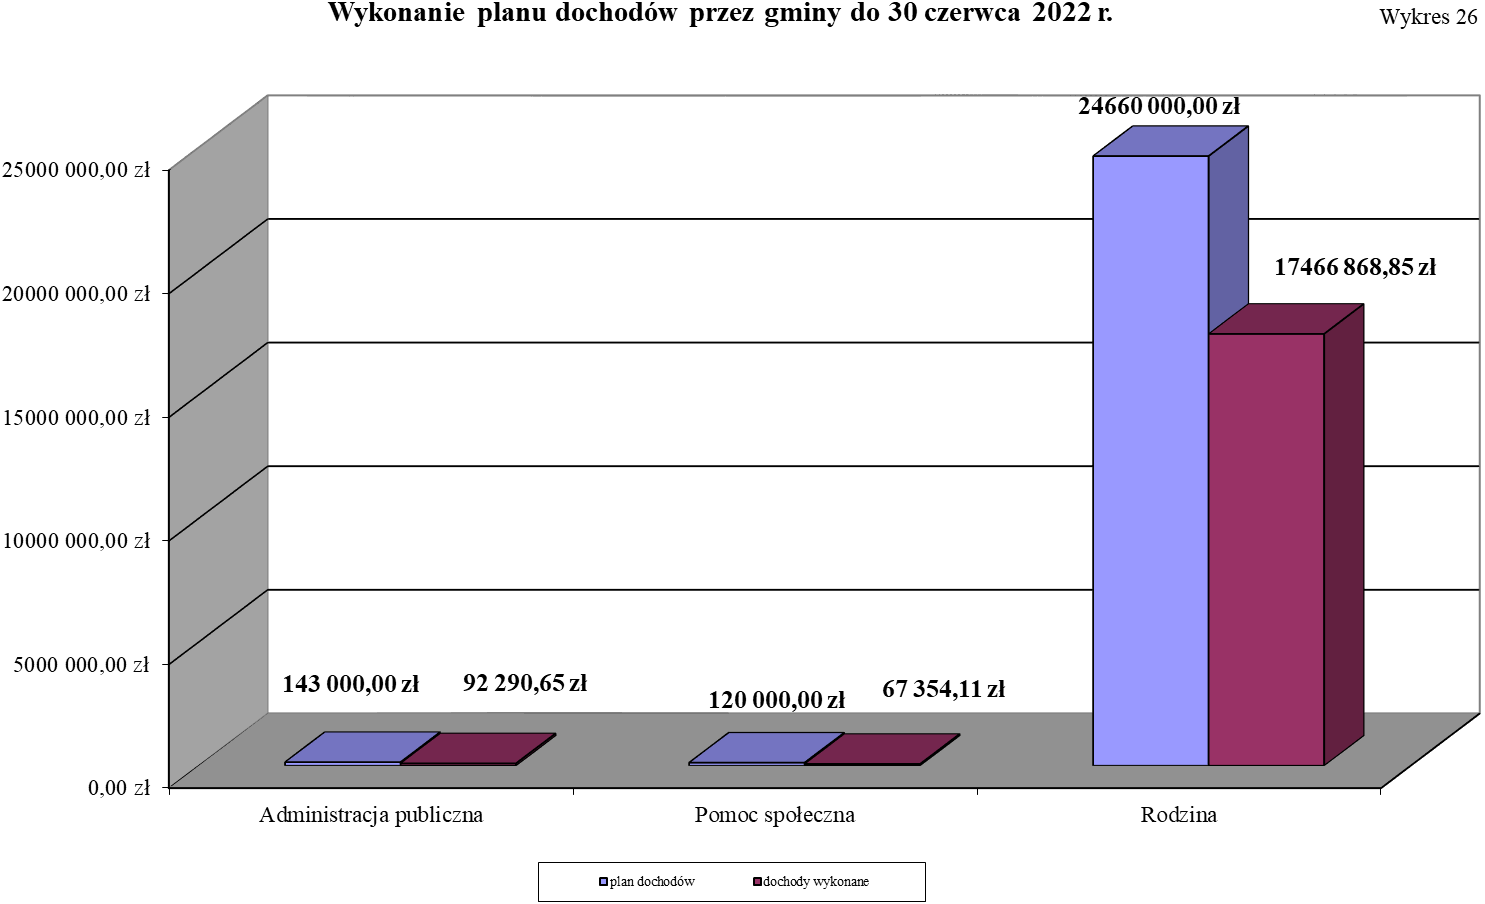 Wykonanie planu dochodów przez gminy do 30 czerwca 2022 r.
Wykres 26
24660 000,00 zł
25000 000,00 zł
17466 868,85 zł
20000 000,00 zł
15000 000,00 zł
10000 000,00 zł
5000 000,00 zł
143 000,00 zł
92 290,65 zł
120 000,00 zł
67 354,11 zł
0,00 zł
Administracja publiczna
Pomoc społeczna
Rodzina
plan dochodów
dochody wykonane